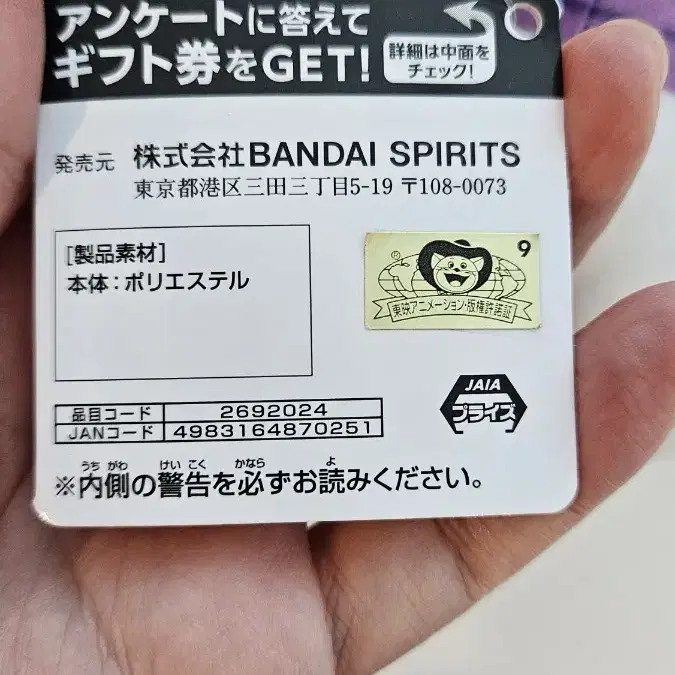 アンケートに答えて
ギフト券をGET!
詳細は中面を
チェック!
発売元 株式会社BANDAI SPIRITS
東京都港区三田三丁目5-19 〒108-0073
[製品素材]
本体:ポリエステル
9
®
東映アニメーション・版権許諾証
JAIA
プライズ
品目コード 2692024
JANコード 4983164870251
うち がわ けい こく かなら よ
※内側の警告を必ずお読みください。